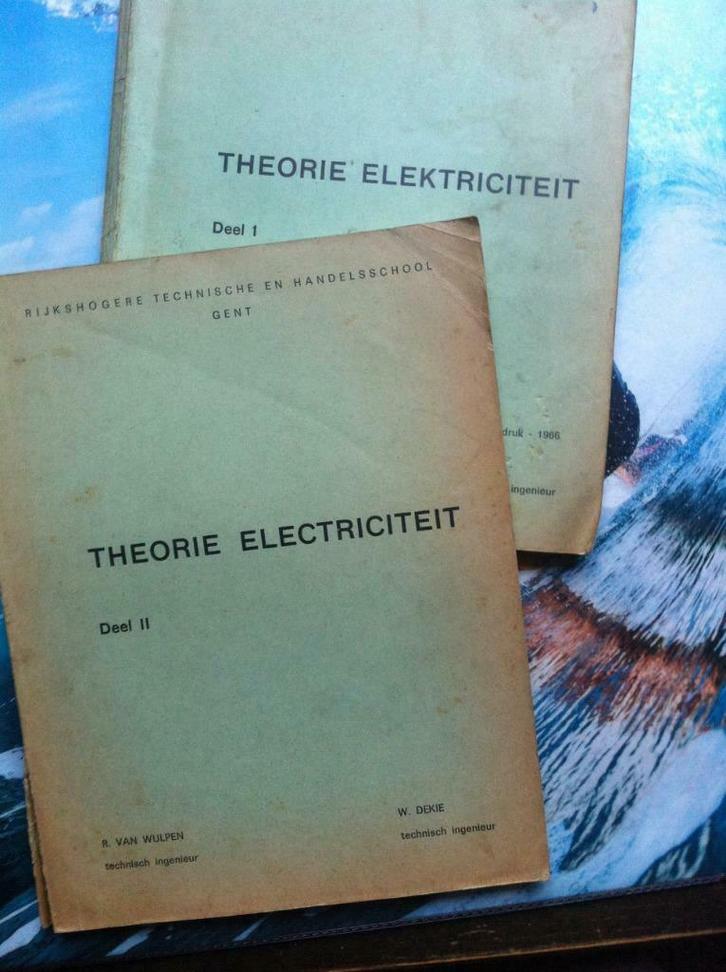 THEORIE ELEKTRICITEIT
Deel 1
druk - 1966
ingenieur
RIJKSHOGERE TECHNISCHE EN HANDELSSCHOOL
GENT
THEORIE ELECTRICITEIT
Deel II
R. VAN WULPEN
technisch ingenieur
W. DEKIE
technisch ingenieur